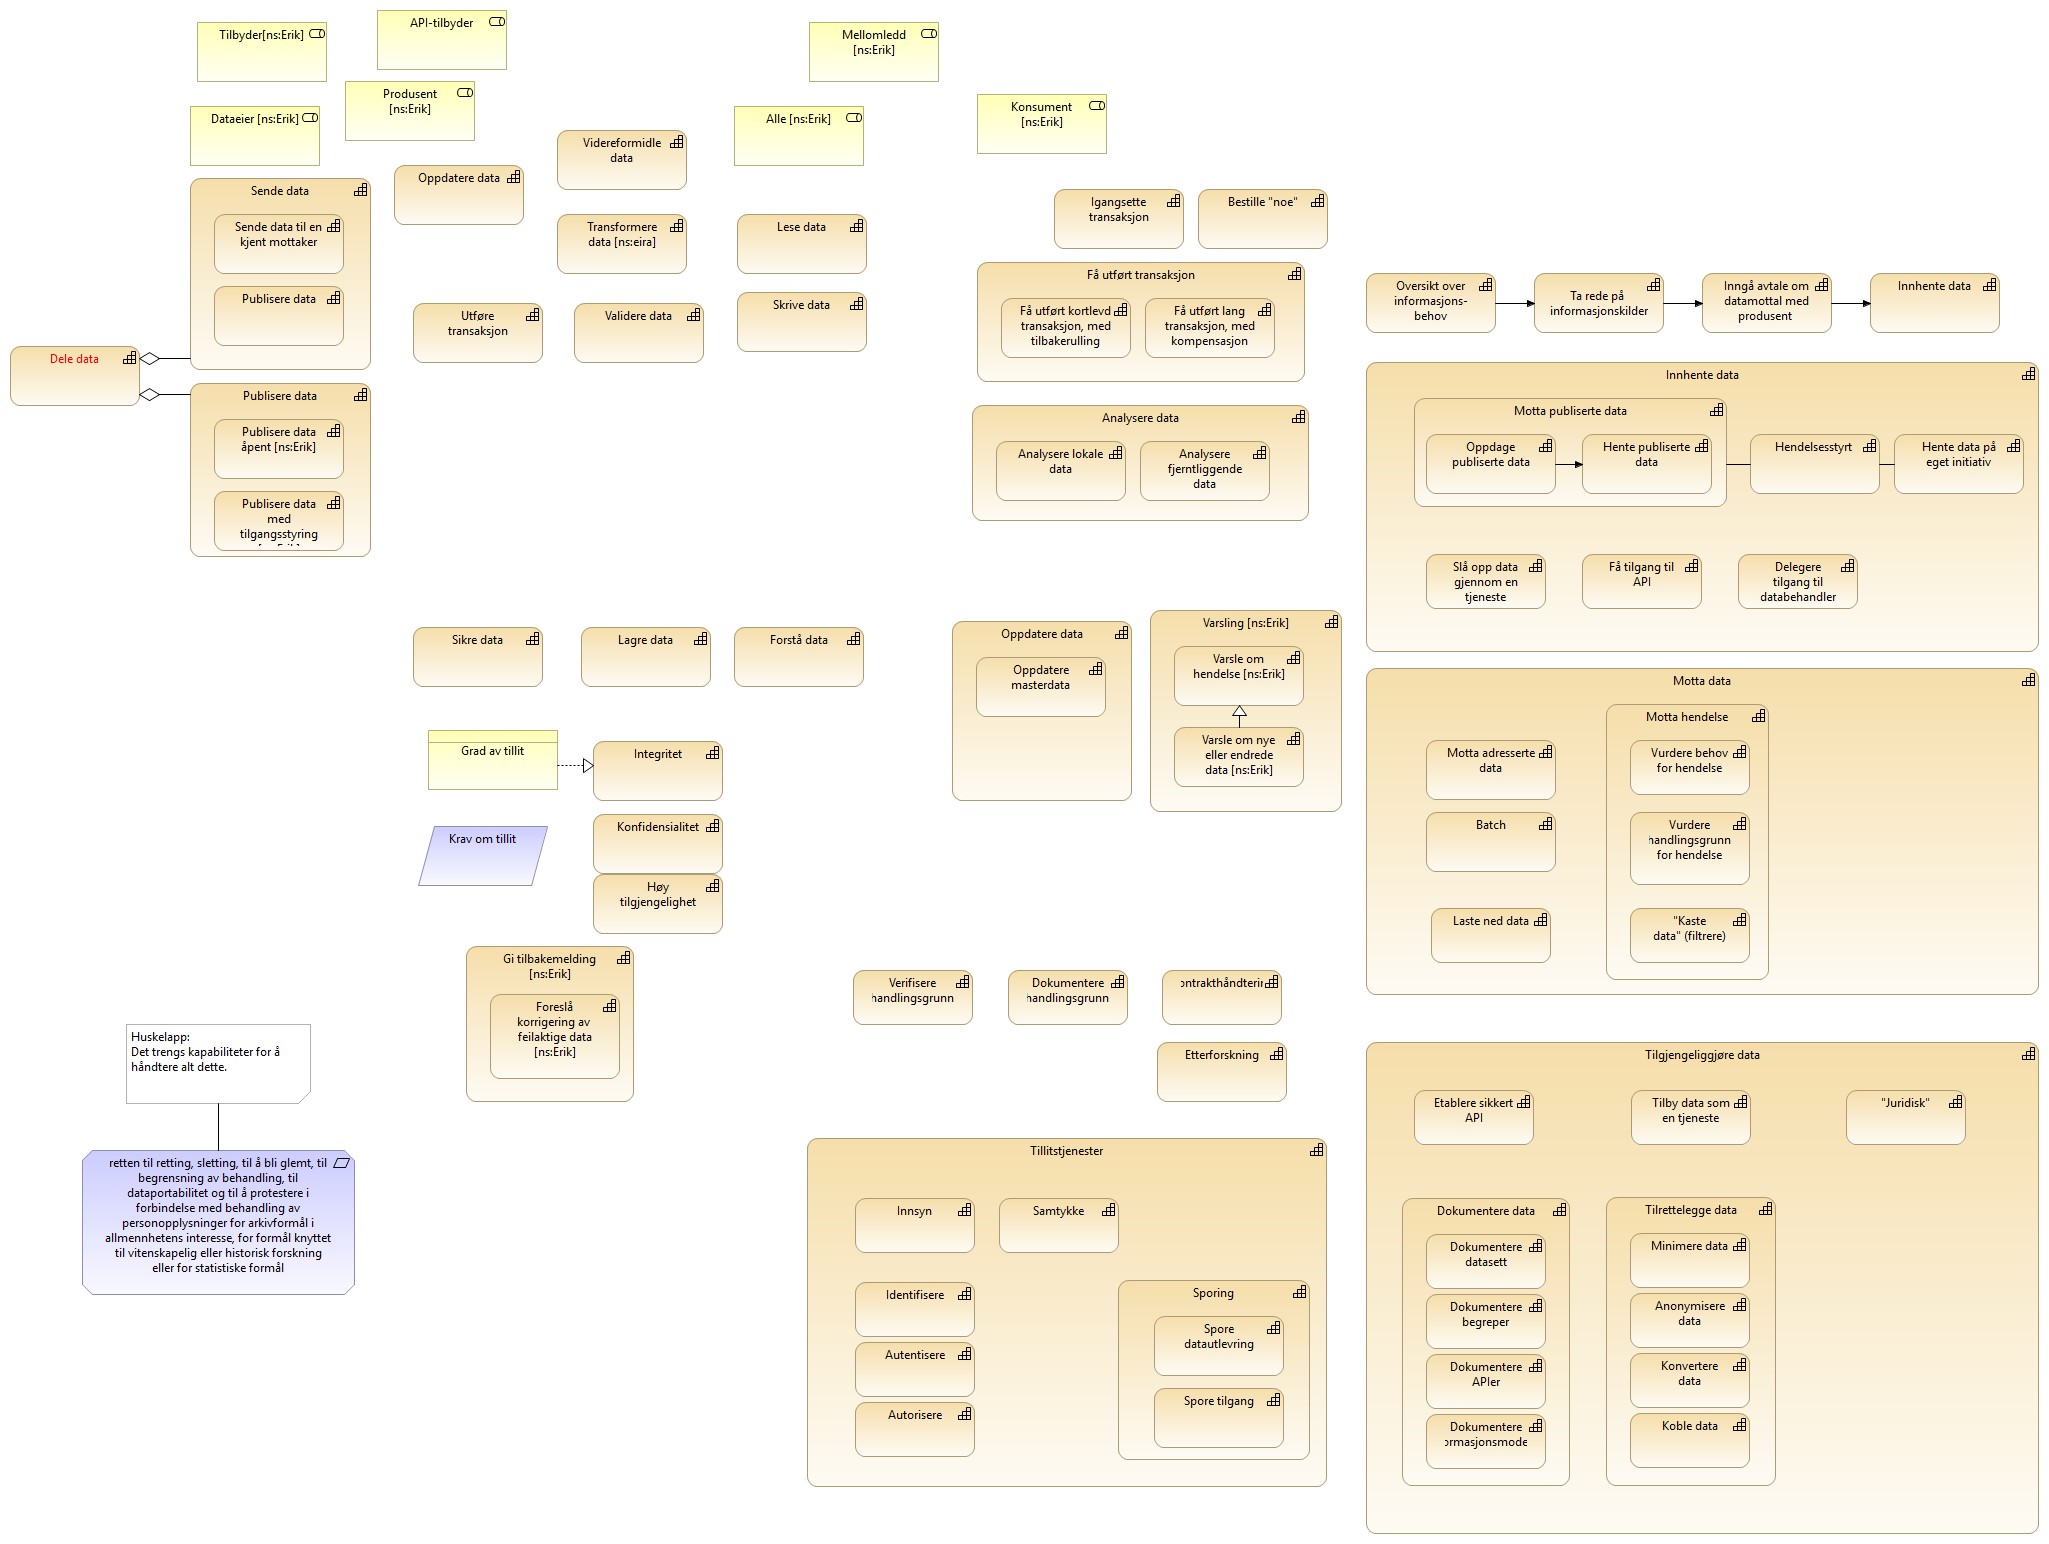 Tilbyder[ns:Erik]
API-tilbyder
Mellomledd
[ns:Erik]
Produsent
[ns:Erik]
Dataeier [ns:Erik]
Alle [ns:Erik]
Konsument
[ns:Erik]
Videreformidle
data
Oppdatere data
Sende data
Sende data til en
kjent mottaker
Publisere data
Transformere
data [ns:eira]
Lese data
Utføre
transaksjon
Validere data
Skrive data
Igangsette
transaksjon
Bestille "noe"
Få utført transaksjon
Få utført kortlevd
transaksjon, med
tilbakerulling
Få utført lang
transaksjon, med
kompensasjon
Oversikt over
informasjons-
behov
Ta rede på
informasjonskilder
Inngå avtale om
datamottal med
produsent
Innhente data
Dele data
Publisere data
Publisere data
åpent [ns:Erik]
Publisere data
med
tilgangsstyring
Analysere data
Analysere lokale
data
Analysere
fjerntliggende
data
Innhente data
Motta publiserte data
Oppdage
publiserte data
Hente publiserte
data
Hendelsesstyrt
Hente data på
eget initiativ
Slå opp data
gjennom en
tjeneste
Få tilgang til
API
Delegere
tilgang til
databehandler
Sikre data
Lagre data
Forstå data
Oppdatere data
Oppdatere
masterdata
Varsling [ns:Erik]
Varsle om
hendelse [ns:Erik]
Varsle om nye
eller endrede
data [ns:Erik]
Grad av tillit
Integritet
Krav om tillit
Konfidensialitet
Høy
tilgjengelighet
Motta data
Motta hendelse
Motta adresserte
data
Vurdere behov
for hendelse
Batch
Vurdere
handlingsgrunn
for hendelse
Laste ned data
"Kaste
data" (filtrere)
Gi tilbakemelding
[ns:Erik]
Foreslå
korrigering av
feilaktige data
[ns:Erik]
Verifisere
handlingsgrunn
Dokumentere
handlingsgrunn
ontrakthåndterin
Etterforskning
Huskelapp:
Det trengs kapabiliteter for å
håndtere alt dette.
retten til retting, sletting, til å bli glemt, til
begrensning av behandling, til
dataportabilitet og til å protestere i
forbindelse med behandling av
personopplysninger for arkivformål i
allmennhetens interesse, for formål knyttet
til vitenskapelig eller historisk forskning
eller for statistiske formål
Tillitstjenester
Innsyn
Samtykke
Identifisere
Autentisere
Autorisere
Sporing
Spore
datautlevring
Spore tilgang
Tilgjengeliggjøre data
Etablere sikkert
API
Tilby data som
en tjeneste
"Juridisk"
Dokumentere data
Dokumentere
datasett
Dokumentere
begreper
Dokumentere
APIer
Dokumentere
ormasjonsmode
Tilrettelegge data
Minimere data
Anonymisere
data
Konvertere
data
Koble data